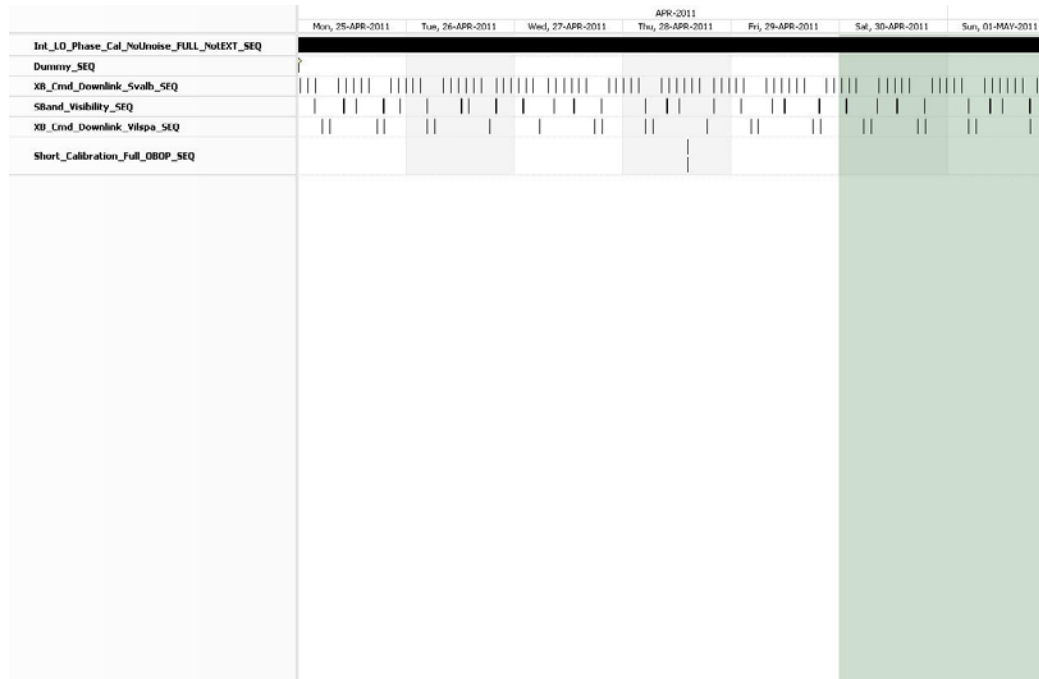 APR-2011
Mon, 25-APR-2011 Tue, 26-APR-2011 Wed, 27-APR-2011 Thu, 28-APR-2011 Fri, 29-APR-2011 Sat, 30-APR-2011 Sun, 01-MAY-2011
Int_LO_Phase_Cal_NoUnoise_FULL_NotEXT_SEQ
Dummy_SEQ
XB_Cmd_Downlink_Svalb_SEQ
SBand_Visibility_SEQ
XB_Cmd_Downlink_Vilspa_SEQ
Short_Calibration_Full_OBOP_SEQ